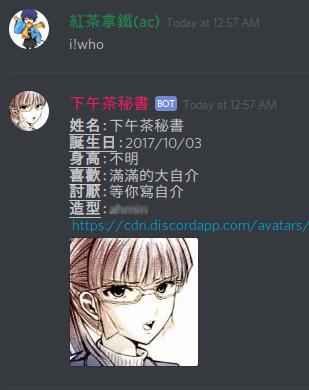 紅茶拿鐵(ac) Today at 12:57 AM
i!who
下午茶秘書 BOT Today at 12:57 AM
姓名:下午茶秘書
誕生日:2017/10/03
身高:不明
喜歡:滿滿的大自介
討厭:等你寫自介
造型:
https://cdn.discordapp.com/avatars/